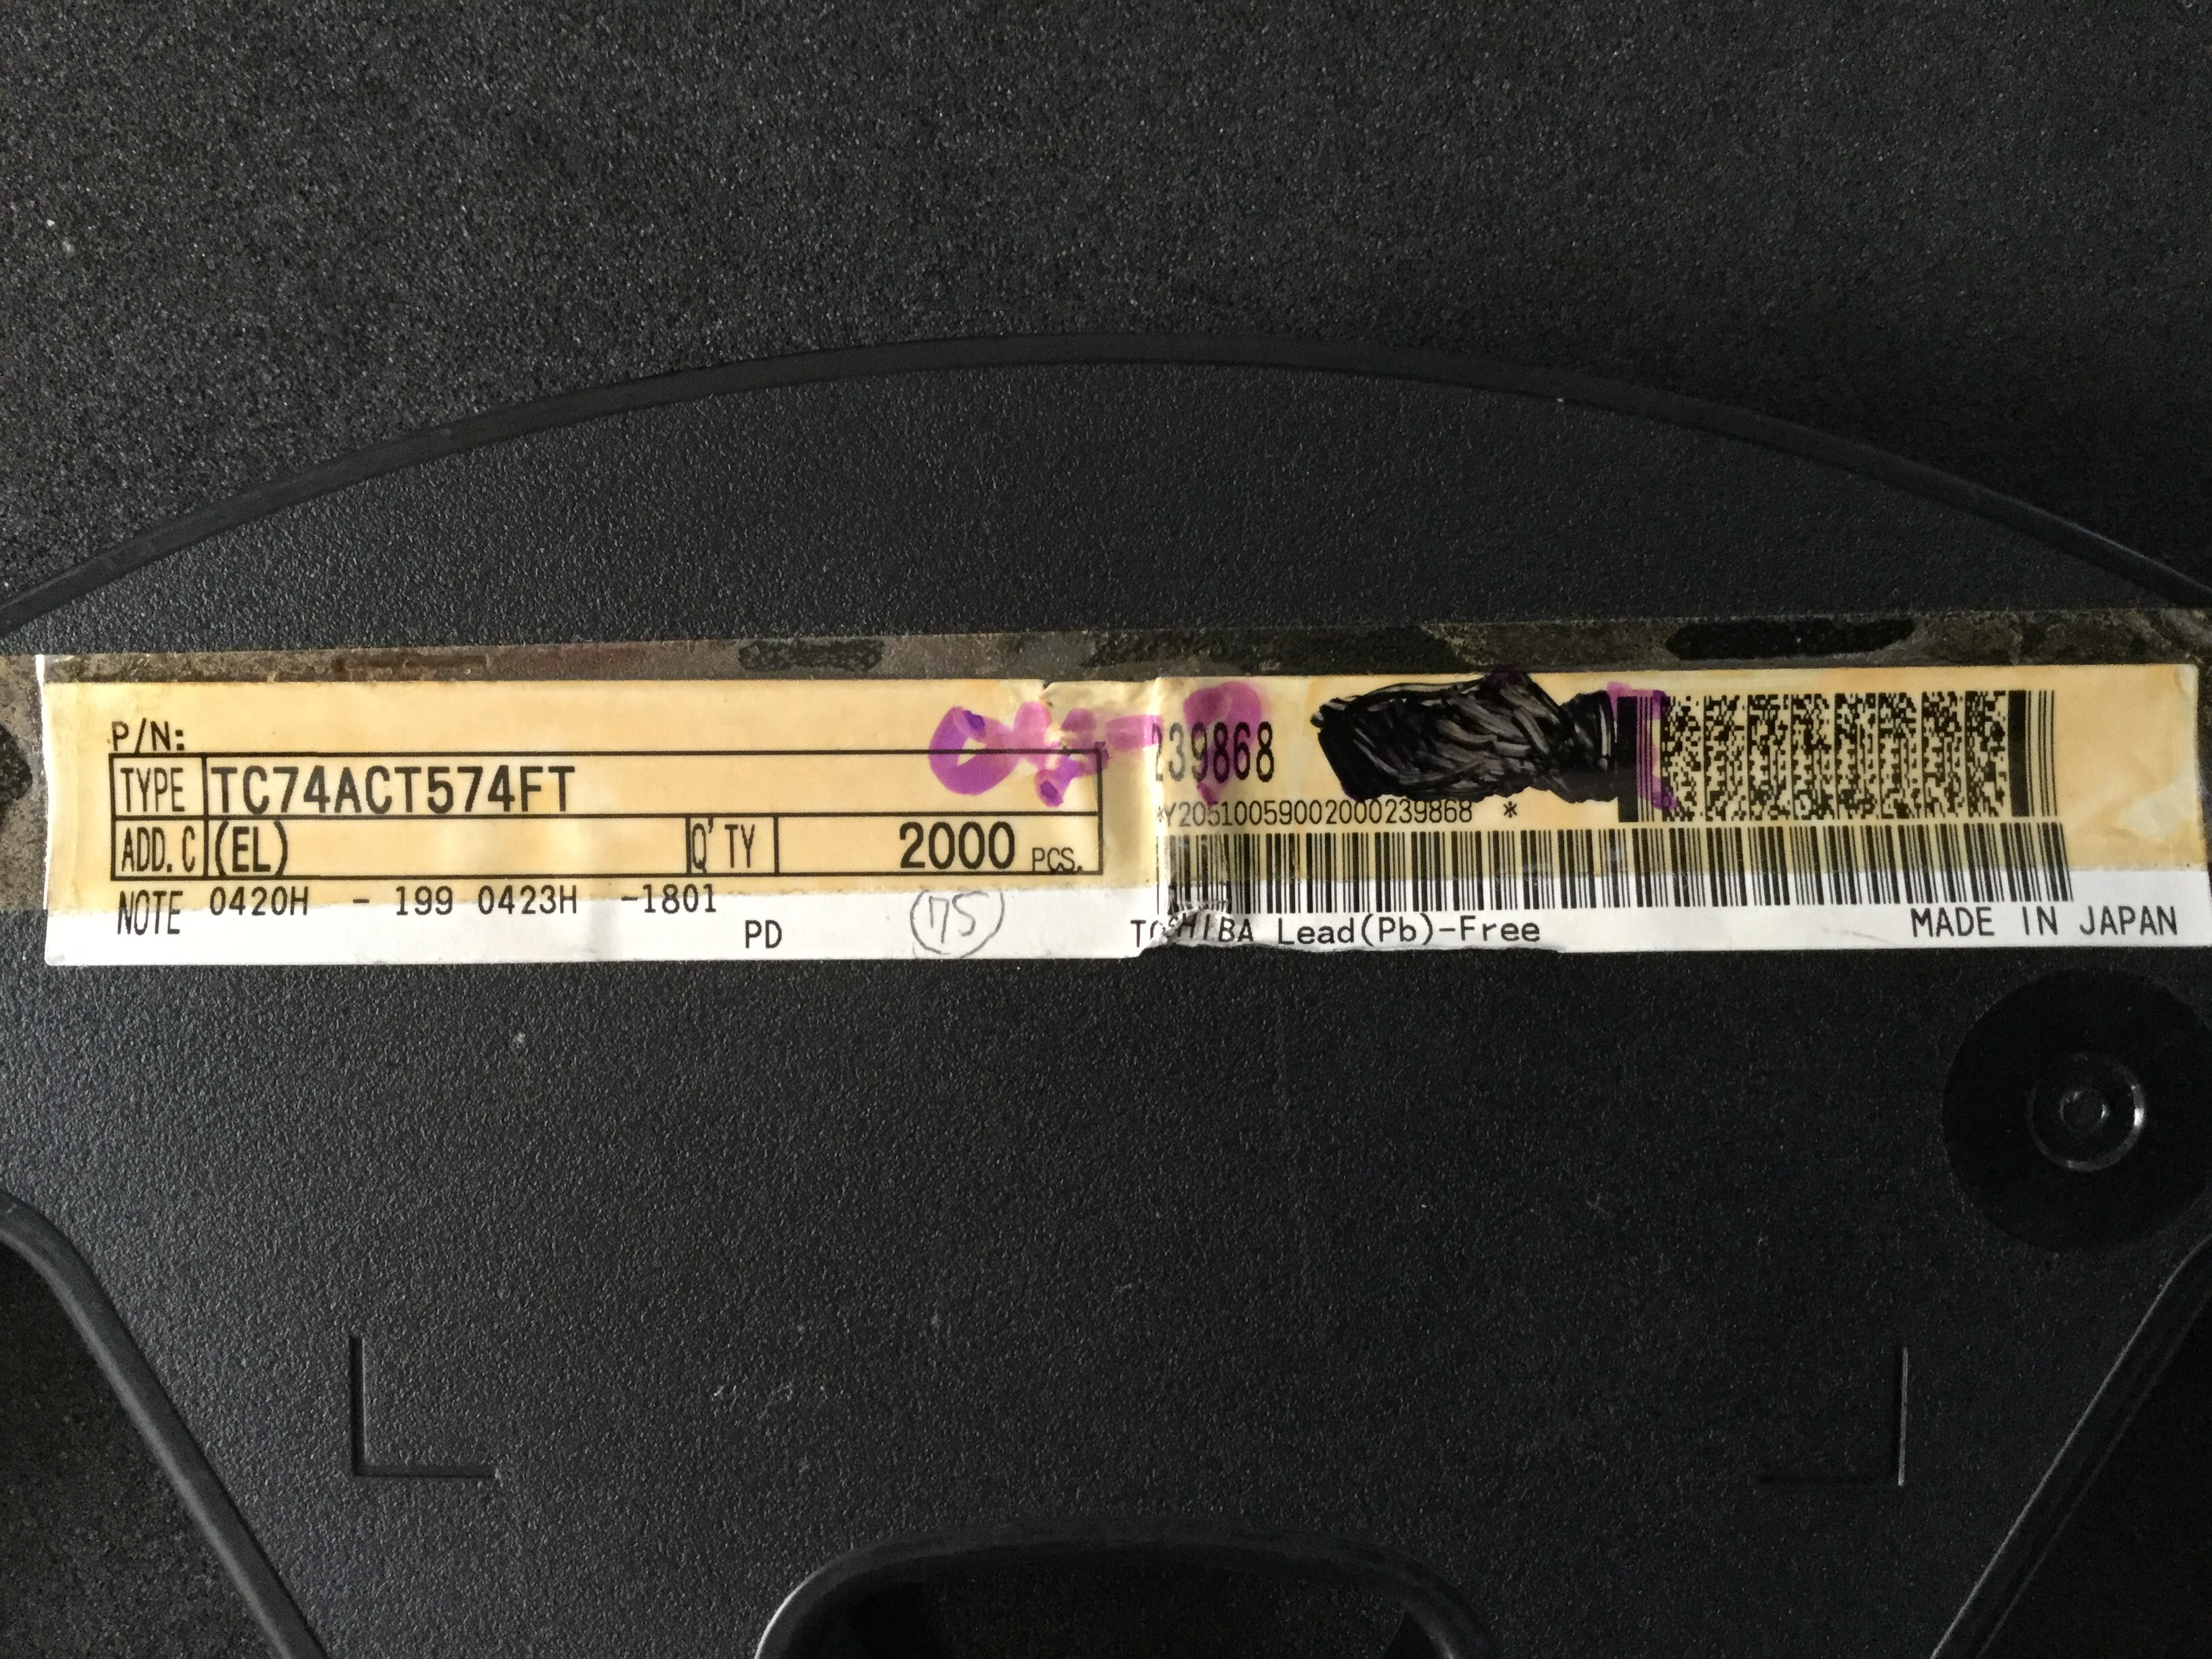 P/N:
TYPE TC74ACT574FT
ADD.C (EL) Q'TY 2000 PCS.
NOTE 0420H - 199 0423H -1801
PD
75
239868
*Y20510059002000239868 *
TOSHIBA Lead(Pb)-Free
MADE IN JAPAN